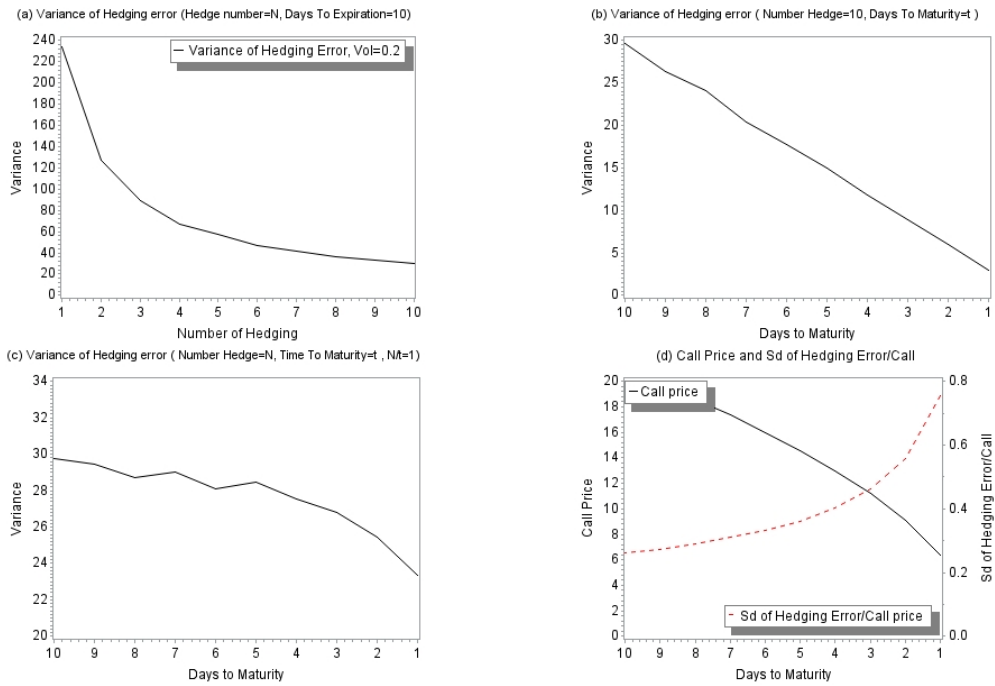 (a) Variance of Hedging error (Hedge number=N, Days To Expiration=10)
240
220
200
180
160
140
120
100
80
60
40
20
0
Variance
Variance of Hedging Error, Vol=0.2
1 2 3 4 5 6 7 8 9 10
Number of Hedging
(b) Variance of Hedging error ( Number Hedge=10, Days To Maturity=t )
30
25
20
15
10
5
0
Variance
10 9 8 7 6 5 4 3 2 1
Days to Maturity
(c) Variance of Hedging error ( Number Hedge=N, Time To Maturity=t , N/t=1)
34
32
30
28
26
24
22
20
Variance
10 9 8 7 6 5 4 3 2 1
Days to Maturity
(d) Call Price and Sd of Hedging Error/Call
20
18
16
14
12
10
8
6
4
2
0
Call Price
Call price
0.8
0.6
0.4
0.2
0.0
Sd of Hedging Error/Call
Sd of Hedging Error/Call price
10 9 8 7 6 5 4 3 2 1
Days to Maturity